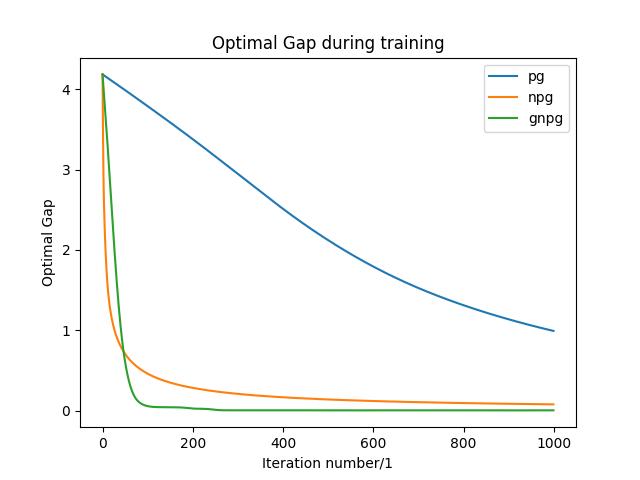 Optimal Gap during training
pg
npg
gnpg
Optimal Gap
4
3
2
1
0
0 200 400 600 800 1000
Iteration number/1